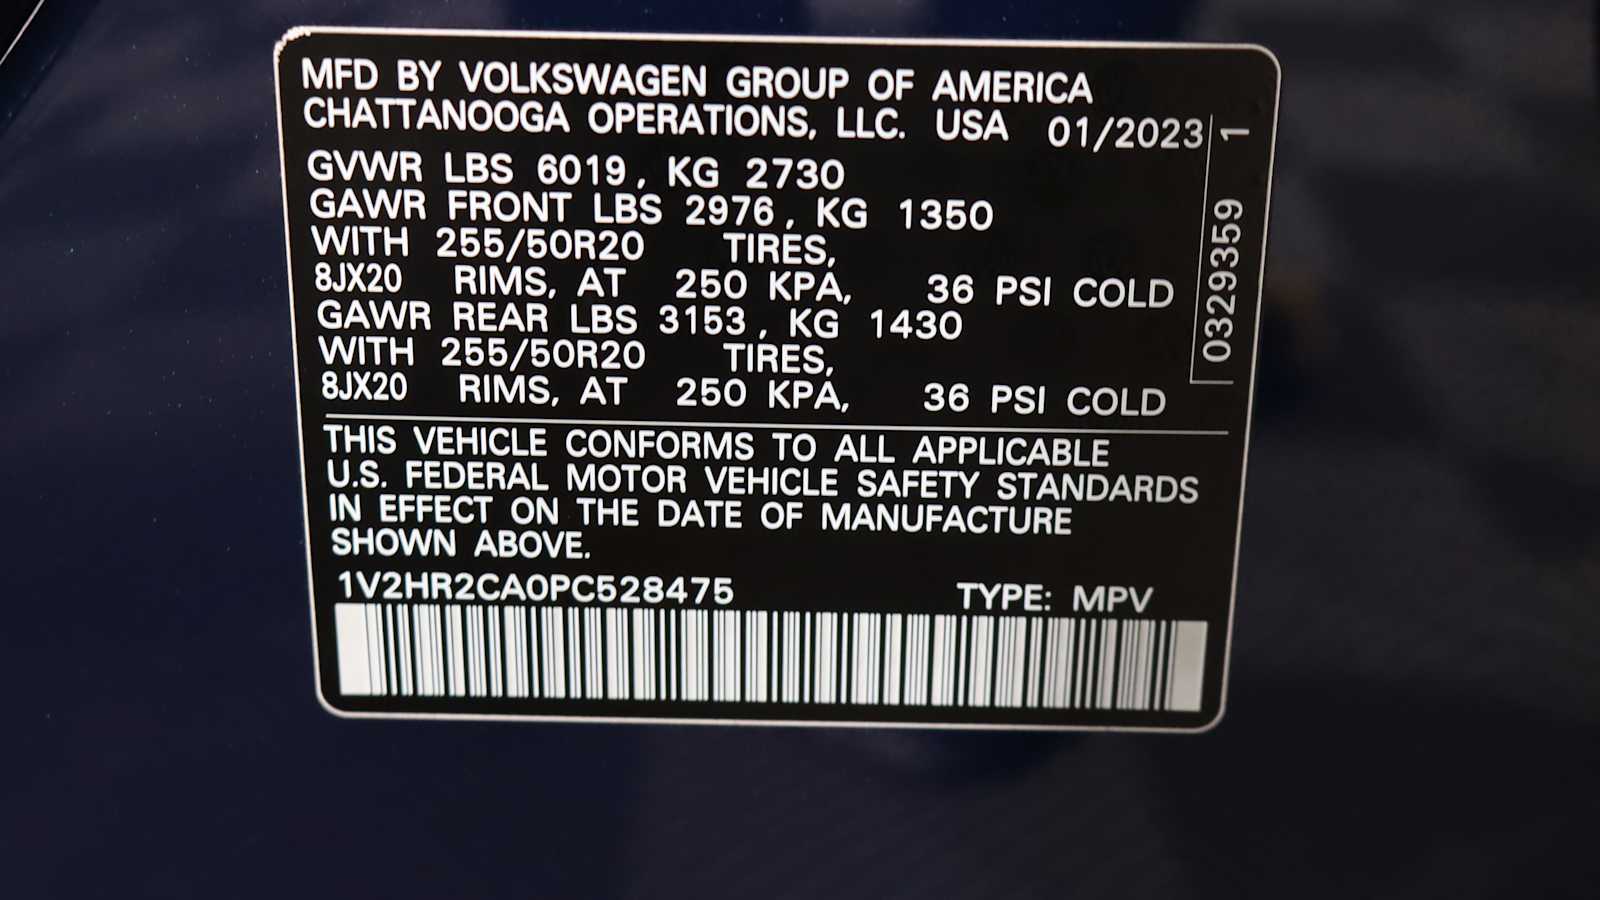 MFD BY VOLKSWAGEN GROUP OF AMERICA
CHATTANOOGA OPERATIONS, LLC. USA 01/2023
GVWR LBS 6019, KG 2730
GAWR FRONT LBS 2976, KG 1350
WITH 255/50R20 TIRES,
8JX20 RIMS, AT 250 KPA, 36 PSI COLD
GAWR REAR LBS 3153, KG 1430
WITH 255/50R20 TIRES,
8JX20 RIMS, AT 250 KPA, 36 PSI COLD
THIS VEHICLE CONFORMS TO ALL APPLICABLE
U.S. FEDERAL MOTOR VEHICLE SAFETY STANDARDS
IN EFFECT ON THE DATE OF MANUFACTURE
SHOWN ABOVE.
1V2HR2CA0PC528475 TYPE: MPV
03293359 1